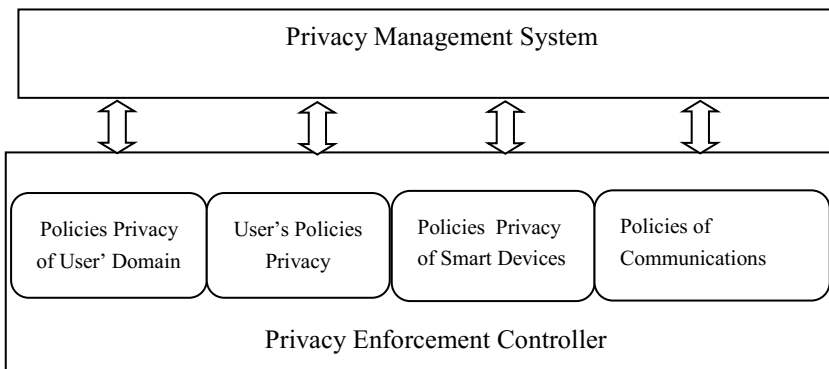 Privacy Management System
Policies Privacy
of User’ Domain
User’s Policies
Privacy
Policies Privacy
of Smart Devices
Policies of
Communications
Privacy Enforcement Controller